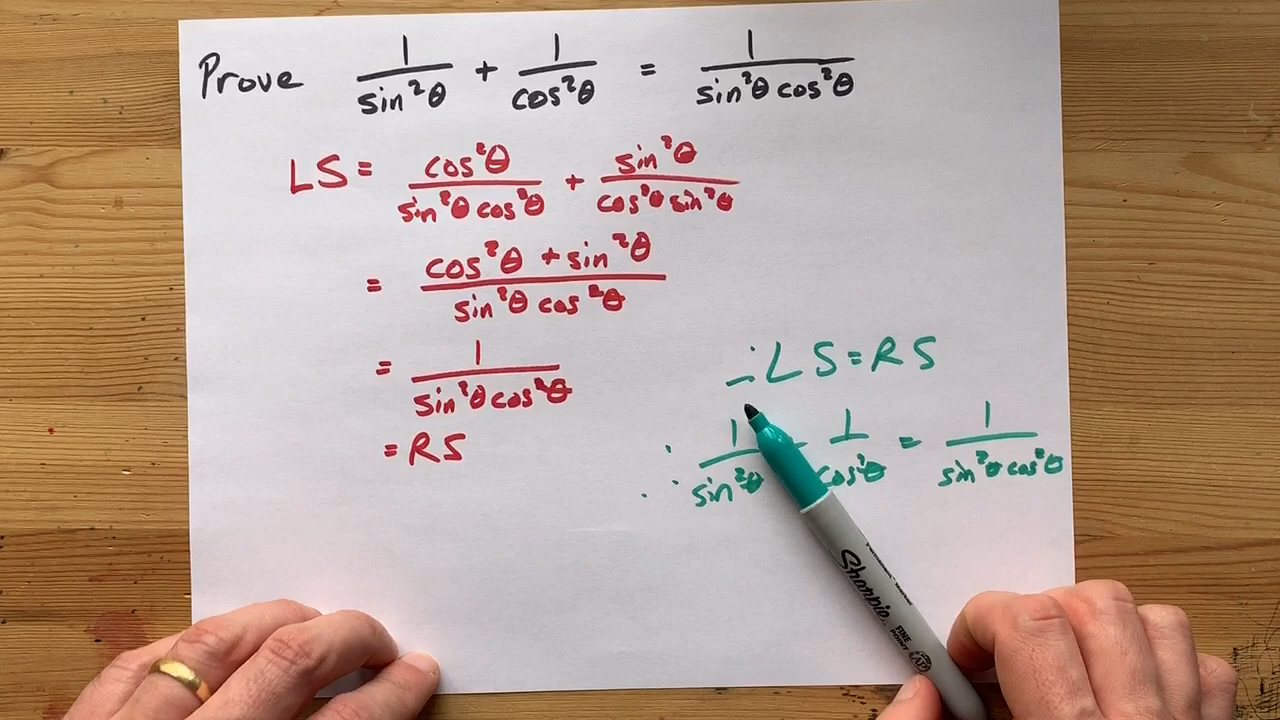 Prove 1/sin²θ + 1/cos²θ = 1/sin²θ cos²θ
LS = cos²θ/sin²θ cos²θ + sin²θ/cos²θ sin²θ
= cos²θ + sin²θ/sin²θ cos²θ
= 1/sin²θ cos²θ
= RS
∵ LS = RS
∴ 1/sin²θ + 1/cos²θ = 1/sin²θ cos²θ
Sharpie
FINE POINT